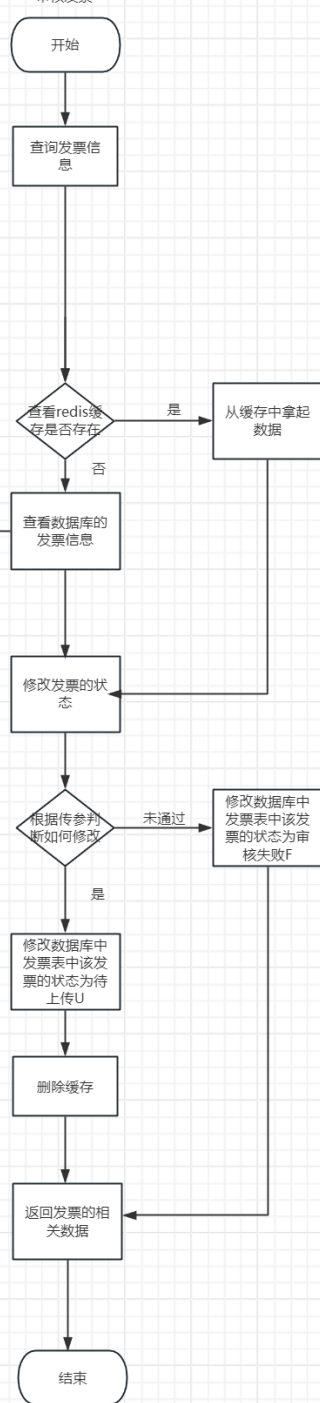 开始
查询发票信
息
查看redis缓
存是否存在
是
从缓存中拿起
数据
否
查看数据库的
发票信息
修改发票的状
态
根据传参判
断如何修改
未通过
修改数据库中
发票表中该发
票的状态为审
核失败F
是
修改数据库中
发票表中该发
票的状态为待
上传U
删除缓存
返回发票的相
关数据
结束